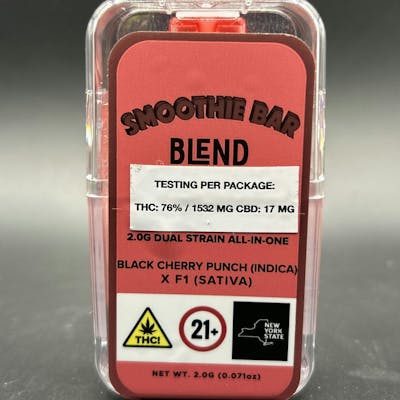 SMOOTHIE BAR
BLEND
TESTING PER PACKAGE:
THC: 76% / 1532 MG CBD: 17 MG
2.0G DUAL STRAIN ALL-IN-ONE
BLACK CHERRY PUNCH (INDICA)
X F1 (SATIVA)
THC!
21+
NEW
YORK
STATE
NET WT. 2.0G (0.071oz)